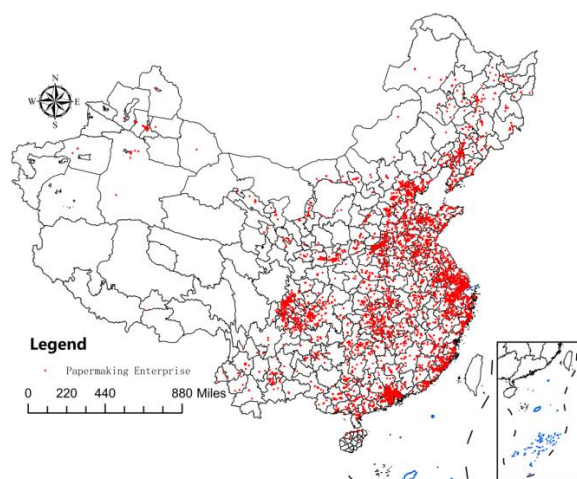 N
W E
S
Legend
Papermaking Enterprise
0 220 440 880 Miles